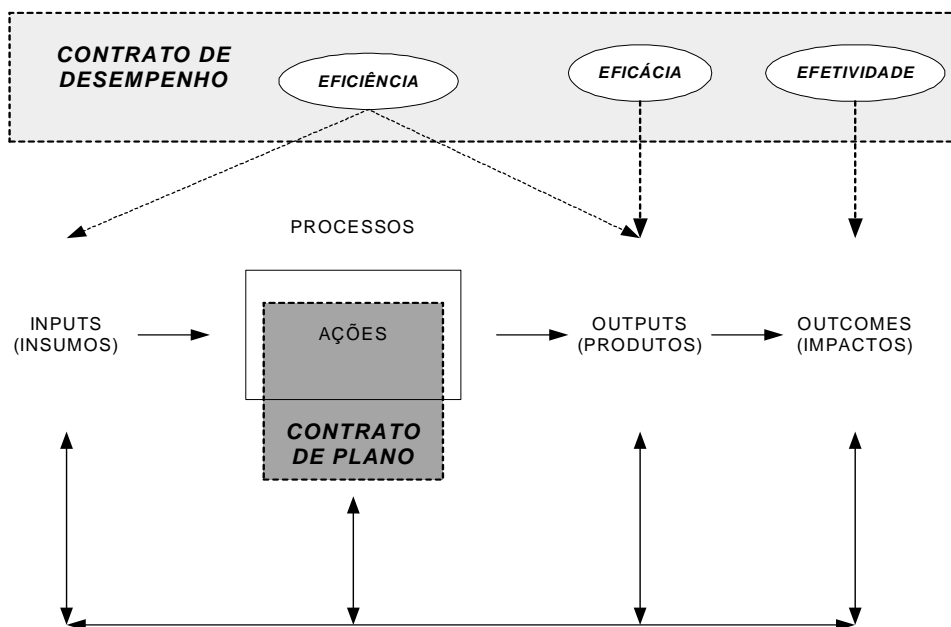 CONTRATO DE
DESEMPENHO
EFICIÊNCIA
EFICÁCIA
EFETIVIDADE
PROCESSOS
INPUTS
(INSUMOS)
AÇÕES
OUTPUTS
(PRODUTOS)
OUTCOMES
(IMPACTOS)
CONTRATO
DE PLANO